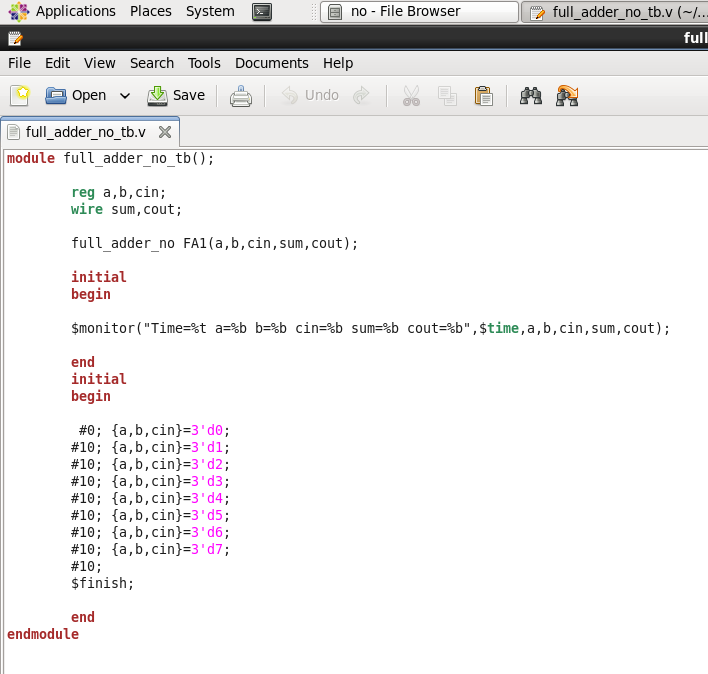 Applications Places System no - File Browser full_adder_no_tb.v (~/...
full
File Edit View Search Tools Documents Help
Open Save Undo
full_adder_no_tb.v
module full_adder_no_tb();
reg a,b,cin;
wire sum,cout;
full_adder_no FA1(a,b,cin,sum,cout);
initial
begin
$monitor("Time=%t a=%b b=%b cin=%b sum=%b cout=%b",$time,a,b,cin,sum,cout);
end
initial
begin
#0; {a,b,cin}=3'd0;
#10; {a,b,cin}=3'd1;
#10; {a,b,cin}=3'd2;
#10; {a,b,cin}=3'd3;
#10; {a,b,cin}=3'd4;
#10; {a,b,cin}=3'd5;
#10; {a,b,cin}=3'd6;
#10; {a,b,cin}=3'd7;
#10;
$finish;
end
endmodule